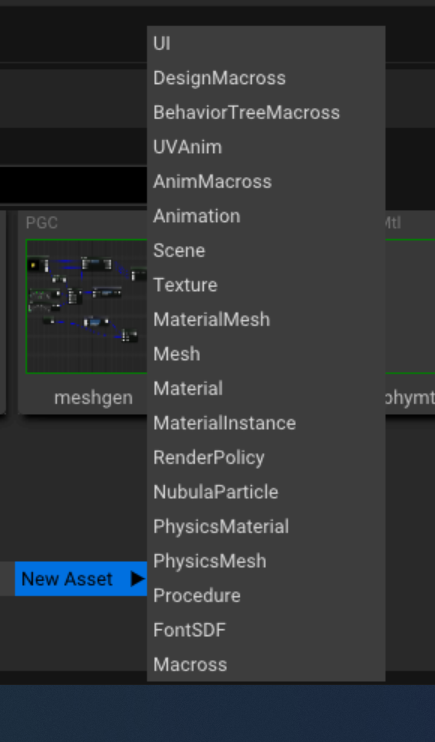 UI
DesignMacross
BehaviorTreeMacross
UVAnim
AnimMacross
PGC
Animation
Mtl
Scene
Texture
MaterialMesh
Mesh
Material
meshgen
phymt
MaterialInstance
RenderPolicy
NubulaParticle
PhysicsMaterial
PhysicsMesh
New Asset
Procedure
FontSDF
Macross